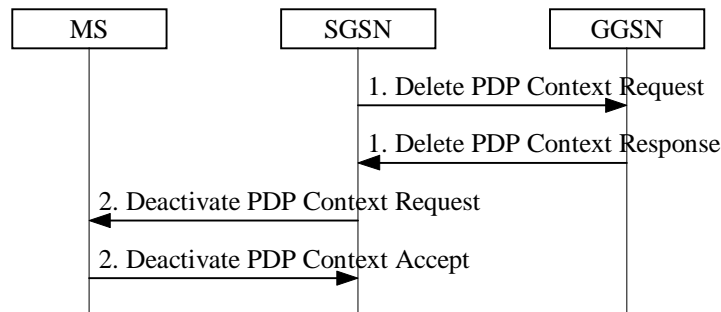 MS
SGSN
GGSN
1. Delete PDP Context Request
1. Delete PDP Context Response
2. Deactivate PDP Context Request
2. Deactivate PDP Context Accept